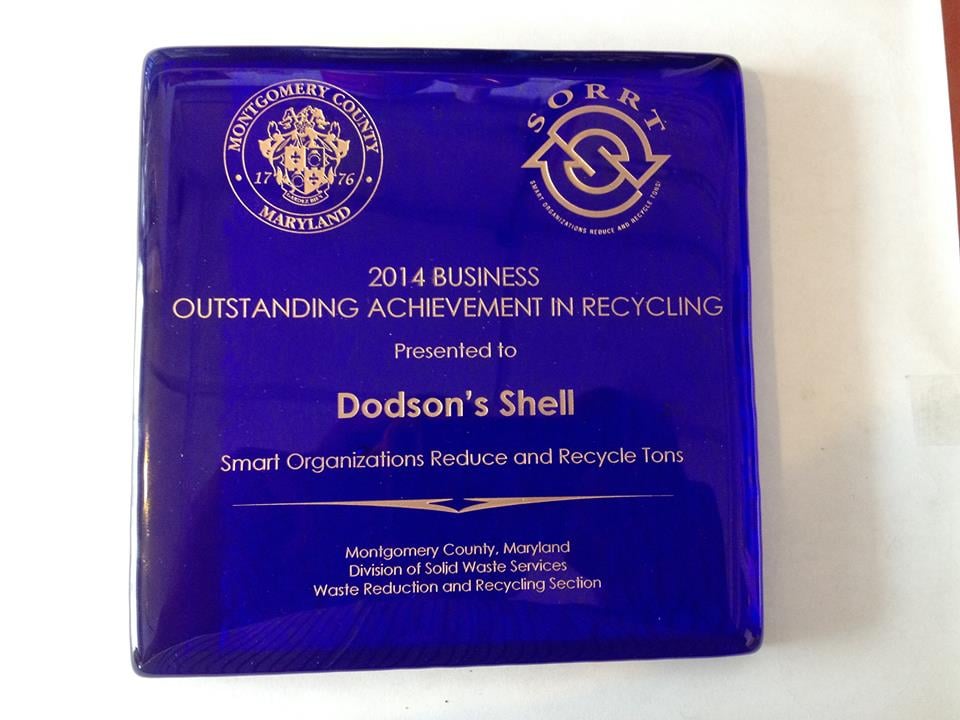 MONTGOMERY COUNTY
1776
MARYLAND
SORRT
SMART ORGANIZATIONS REDUCE AND RECYCLE TONS!
2014 BUSINESS
OUTSTANDING ACHIEVEMENT IN RECYCLING
Presented to
Dodson's Shell
Smart Organizations Reduce and Recycle Tons
Montgomery County, Maryland
Division of Solid Waste Services
Waste Reduction and Recycling Section